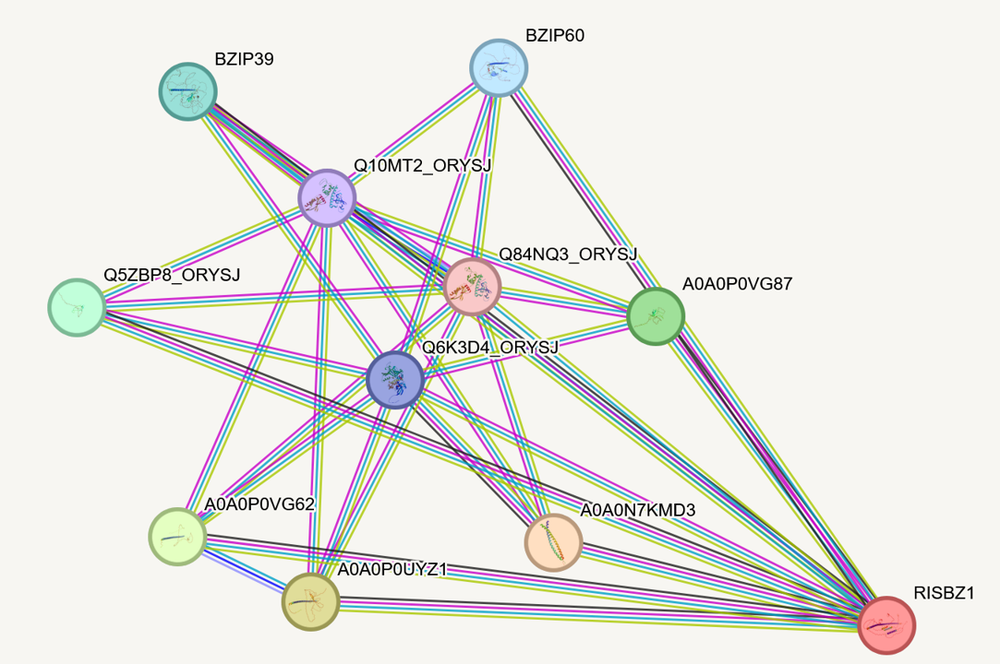 BZIP60
BZIP39
Q10MT2_ORYSJ
Q84NQ3_ORYSJ
Q5ZBP8_ORYSJ
A0A0P0VG87
Q6K3D4_ORYSJ
A0A0P0VG62
A0A0N7KMD3
A0A0P0UYZ1
RISBZ1